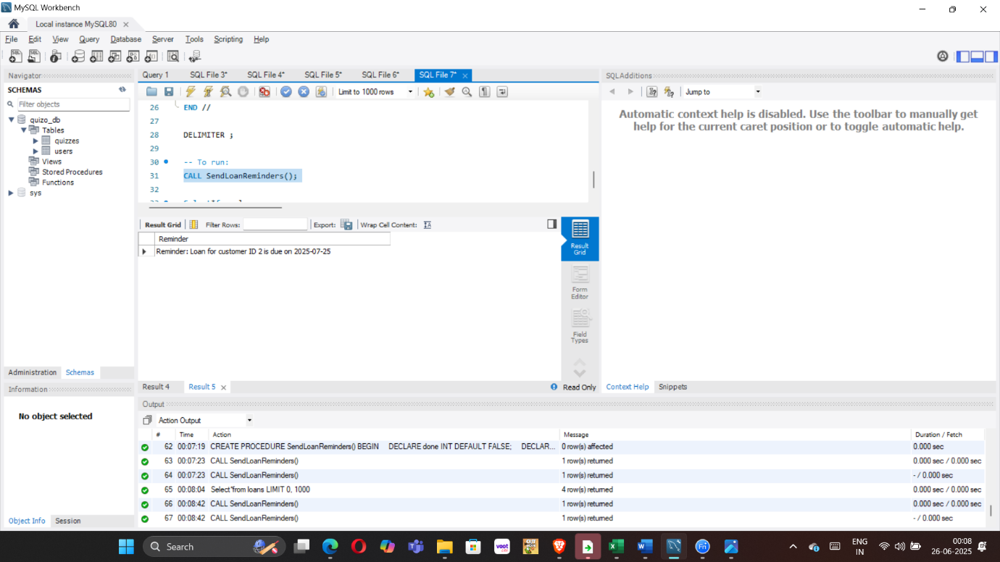 MySQL Workbench
Local instance MySQL80
File Edit View Query Database Server Tools Scripting Help
Navigator
SCHEMAS
Filter objects
quizo_db
Tables
quizzes
users
Views
Stored Procedures
Functions
sys
Administration Schemas
Information
No object selected
Object Info Session
Query 1 SQL File 3* SQL File 4* SQL File 5* SQL File 6* SQL File 7*
Limit to 1000 rows
26 END //
27
28 DELIMITER ;
29
30 -- To run:
31 CALL SendLoanReminders();
32
Result Grid Filter Rows: Export: Wrap Cell Content:
Reminder
Reminder: Loan for customer ID 2 is due on 2025-07-25
Result
Grid
Form
Editor
Field
Types
Result 4 Result 5 Read Only
SQLAdditions
Jump to
Automatic context help is disabled. Use the toolbar to manually get
help for the current caret position or to toggle automatic help.
Context Help Snippets
Output
Action Output
# Time Action Message Duration / Fetch
62 00:07:19 CREATE PROCEDURE SendLoanReminders() BEGIN DECLARE done INT DEFAULT FALSE; DECLAR... 0 row(s) affected 0.000 sec
63 00:07:23 CALL SendLoanReminders() 1 row(s) returned 0.000 sec / 0.000 sec
64 00:07:23 CALL SendLoanReminders() 1 row(s) returned - / 0.000 sec
65 00:08:04 Select*from loans LIMIT 0, 1000 4 row(s) returned 0.000 sec / 0.000 sec
66 00:08:42 CALL SendLoanReminders() 1 row(s) returned 0.000 sec / 0.000 sec
67 00:08:42 CALL SendLoanReminders() 1 row(s) returned - / 0.000 sec
Search
voot
ENG
IN
00:08
26-06-2025